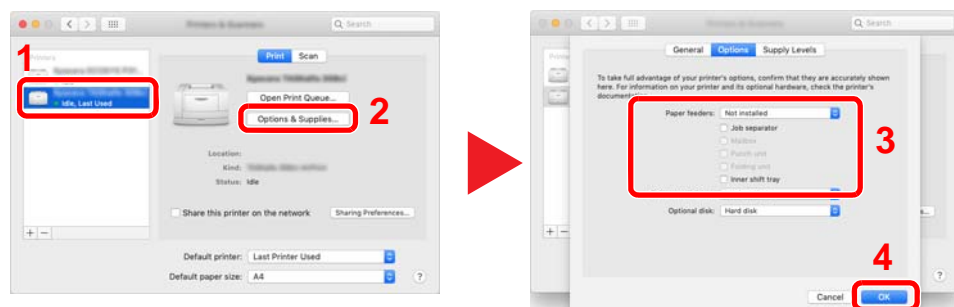 Search
1
Idle, Last Used
Print Scan
Open Print Queue...
Options & Supplies...
2
Location:
Kind:
Status: Idle
Share this printer on the network
Sharing Preferences...
+ −
Default printer: Last Printer Used
Default paper size: A4
?
Search
General Options Supply Levels
To take full advantage of your printer's options, confirm that they are accurately shown
here. For information on your printer and its optional hardware, check the printer's
documentation.
Paper feeders: Not installed
Job separator
Mailbox
Punch unit
Folding unit
Inner shift tray
3
Optional disk: Hard disk
+ −
?
4
Cancel OK